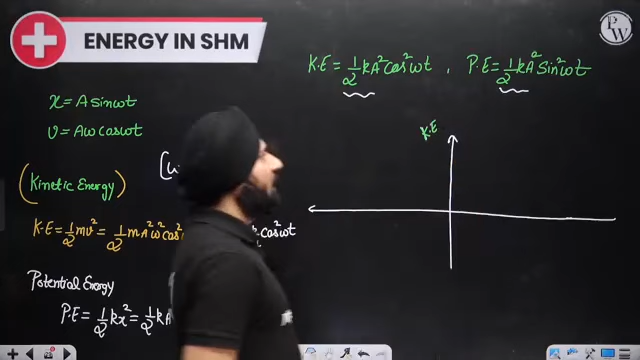 ENERGY IN SHM
PW
K.E = 1/2 kA² cos²ωt , P.E = 1/2 kA² Sin²ωt
x = A sinωt
v = Aω cosωt
K.E
(Kinetic Energy)
K.E = 1/2 mv² = 1/2 mA²ω² cos² cos²ωt
Potential Energy
P.E = 1/2 kx² = 1/2 kA